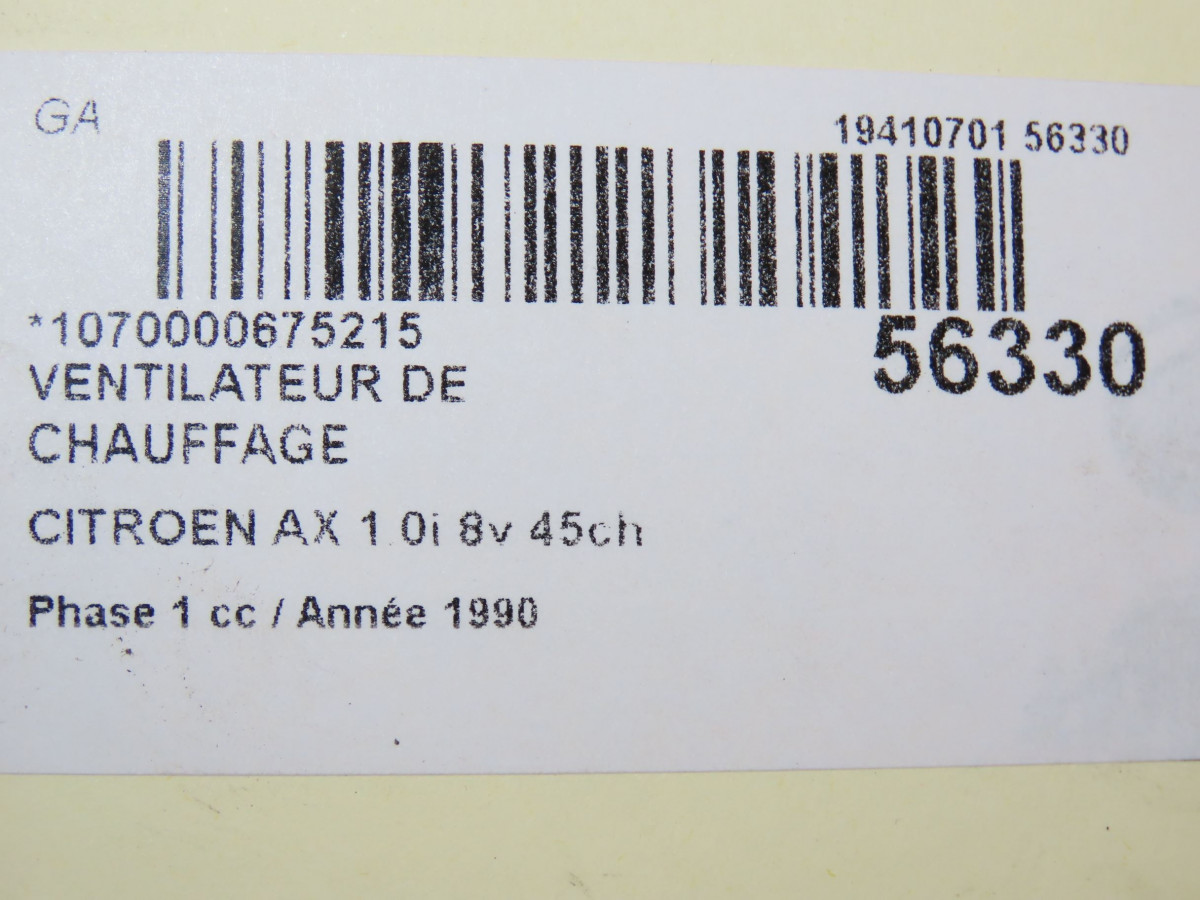 GA
19410701 56330
*1070000675215
56330
VENTILATEUR DE
CHAUFFAGE
CITROEN AX 1.0i 8v 45ch
Phase 1 cc / Année 1990